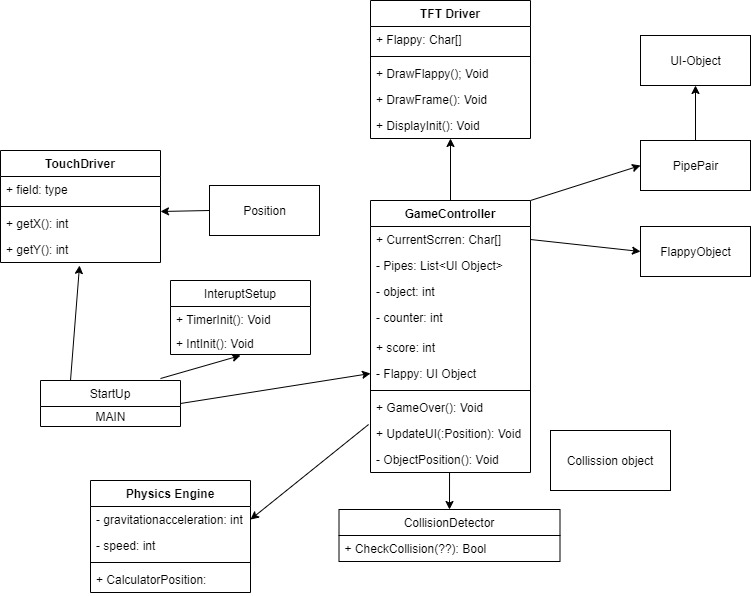 TFT Driver
+ Flappy: Char[]
+ DrawFlappy(); Void
+ DrawFrame(): Void
+ DisplayInit(): Void
UI-Object
PipePair
FlappyObject
TouchDriver
+ field: type
+ getX(): int
+ getY(): int
Position
InteruptSetup
+ TimerInit(): Void
+ IntInit(): Void
StartUp
MAIN
GameController
+ CurrentScrren: Char[]
- Pipes: List<UI Object>
- object: int
- counter: int
+ score: int
- Flappy: UI Object
+ GameOver(): Void
+ UpdateUI(:Position): Void
- ObjectPosition(): Void
Collission object
Physics Engine
- gravitationacceleration: int
- speed: int
+ CalculatorPosition:
CollisionDetector
+ CheckCollision(??): Bool